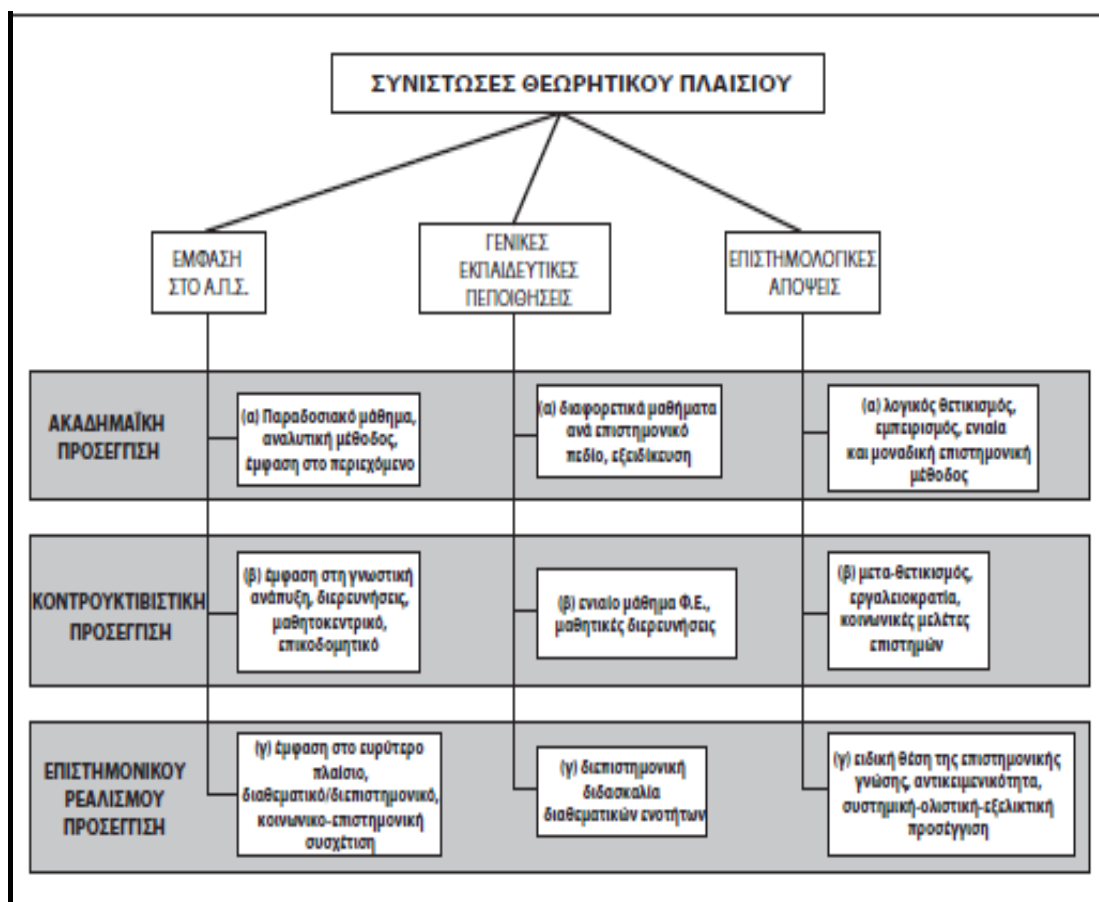 ΣΥΝΙΣΤΩΣΕΣ ΘΕΩΡΗΤΙΚΟΥ ΠΛΑΙΣΙΟΥ
ΕΜΦΑΣΗ
ΣΤΟ Α.Π.Σ.
ΓΕΝΙΚΕΣ
ΕΚΠΑΙΔΕΥΤΙΚΕΣ
ΠΕΠΟΙΘΗΣΕΙΣ
ΕΠΙΣΤΗΜΟΛΟΓΙΚΕΣ
ΑΠΟΨΕΙΣ
ΑΚΑΔΗΜΑΪΚΗ
ΠΡΟΣΕΓΓΙΣΗ
(α) Παραδοσιακό μάθημα,
αναλυτική μέθοδος,
έμφαση στο περιεχόμενο
(α) διαφορετικά μαθήματα
ανά επιστημονικό
πεδίο, εξειδίκευση
(α) λογικός θετικισμός,
εμπειρισμός, ενιαία
και μοναδική επιστημονική
μέθοδος
ΚΟΝΤΡΟΥΚΤΙΒΙΣΤΙΚΗ
ΠΡΟΣΕΓΓΙΣΗ
(β) έμφαση στη γνωστική
ανάπυξη, διερευνήσεις,
μαθητοκεντρικό,
επικοδομητικό
(β) ενιαίο μάθημα Φ.Ε.,
μαθητικές διερευνήσεις
(β) μετα-θετικισμός,
εργαλειοκρατία,
κοινωνικές μελέτες
επιστημών
ΕΠΙΣΤΗΜΟΝΙΚΟΥ
ΡΕΑΛΙΣΜΟΥ
ΠΡΟΣΕΓΓΙΣΗ
(γ) έμφαση στο ευρύτερο
πλαίσιο,
διαθεματικό/διεπιστημονικό,
κοινωνικο-επιστημονική
συσχέτιση
(γ) διεπιστημονική
διδασκαλία
διαθεματικών ενοτήτων
(γ) ειδική θέση της επιστημονικής
γνώσης, αντικειμενικότητα,
συστημική-ολιστική-εξελικτική
προσέγγιση